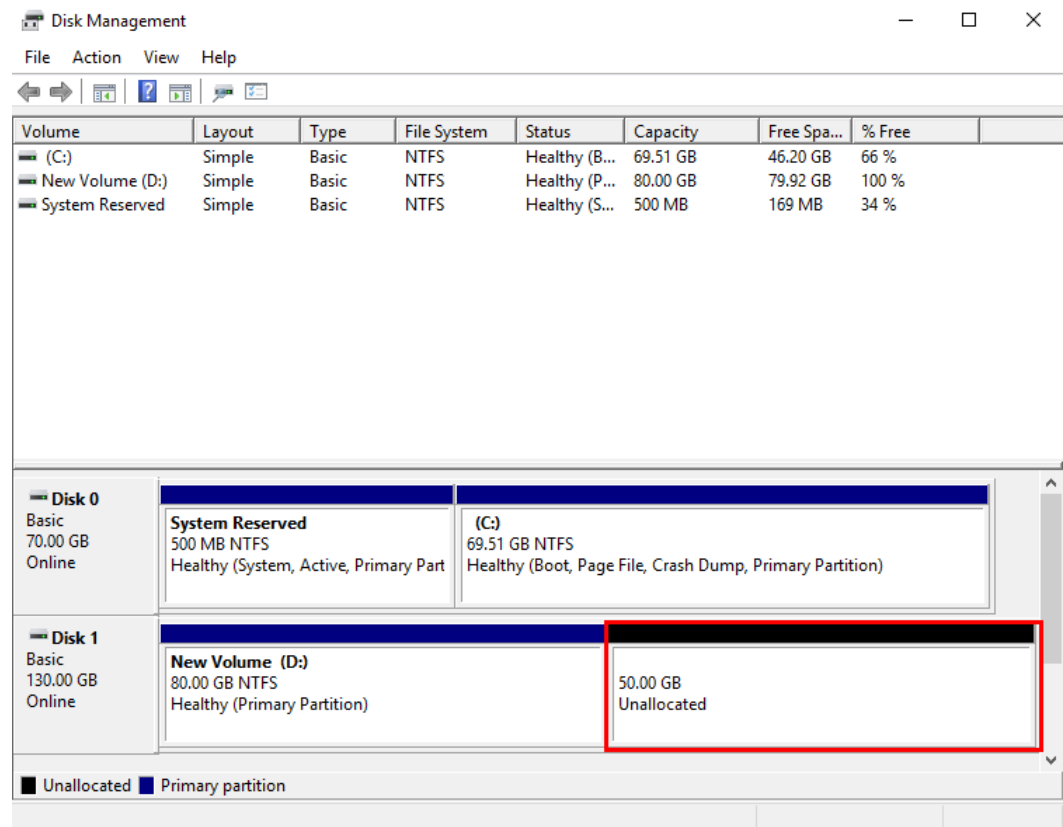 Disk Management
File Action View Help
Volume Layout Type File System Status Capacity Free Spa... % Free
(C:) Simple Basic NTFS Healthy (B... 69.51 GB 46.20 GB 66 %
New Volume (D:) Simple Basic NTFS Healthy (P... 80.00 GB 79.92 GB 100 %
System Reserved Simple Basic NTFS Healthy (S... 500 MB 169 MB 34 %
Disk 0
Basic
70.00 GB
Online
System Reserved
500 MB NTFS
Healthy (System, Active, Primary Part
(C:)
69.51 GB NTFS
Healthy (Boot, Page File, Crash Dump, Primary Partition)
Disk 1
Basic
130.00 GB
Online
New Volume (D:)
80.00 GB NTFS
Healthy (Primary Partition)
50.00 GB
Unallocated
Unallocated Primary partition